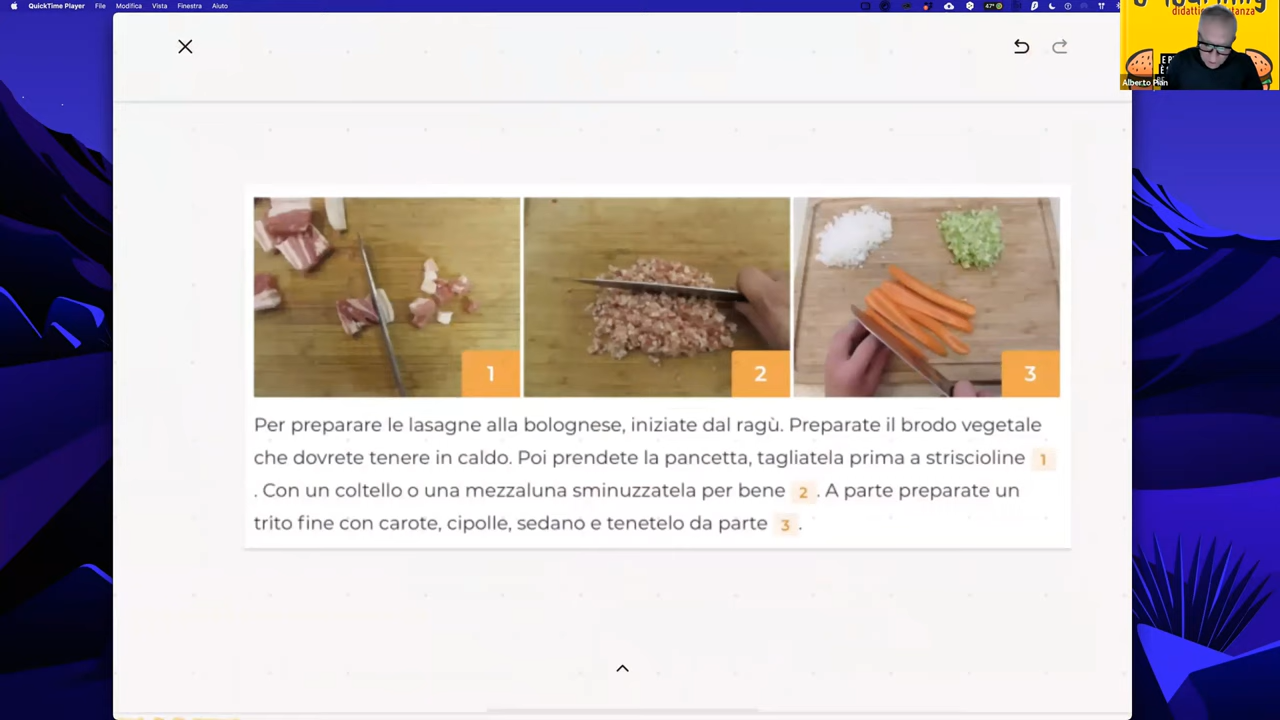 QuickTime Player File Modifica Vista Finestra Aiuto
47°
didattica
Alberto Pian
1
2
3
Per preparare le lasagne alla bolognese, iniziate dal ragù. Preparate il brodo vegetale
che dovrete tenere in caldo. Poi prendete la pancetta, tagliatela prima a striscioline 1
. Con un coltello o una mezzaluna sminuzzatela per bene 2 . A parte preparate un
trito fine con carote, cipolle, sedano e tenetelo da parte 3 .